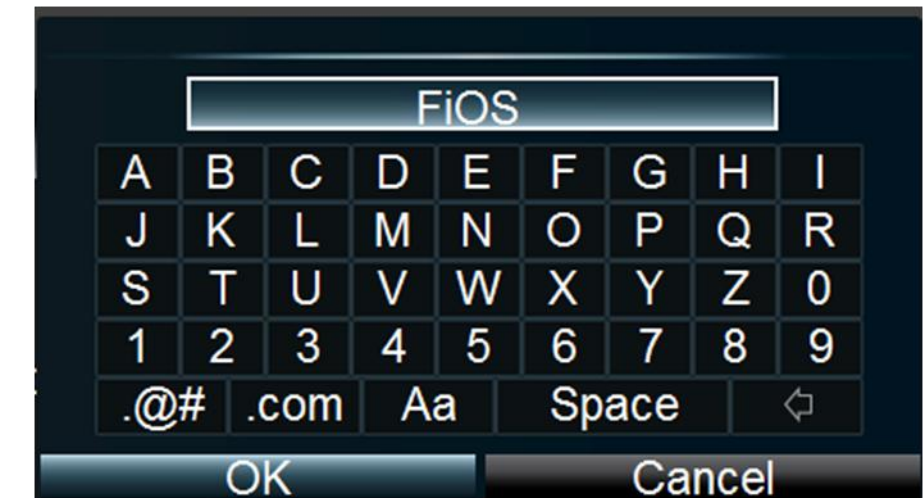 FiOS
A B C D E F G H I
J K L M N O P Q R
S T U V W X Y Z 0
1 2 3 4 5 6 7 8 9
.@# .com Aa Space
OK Cancel